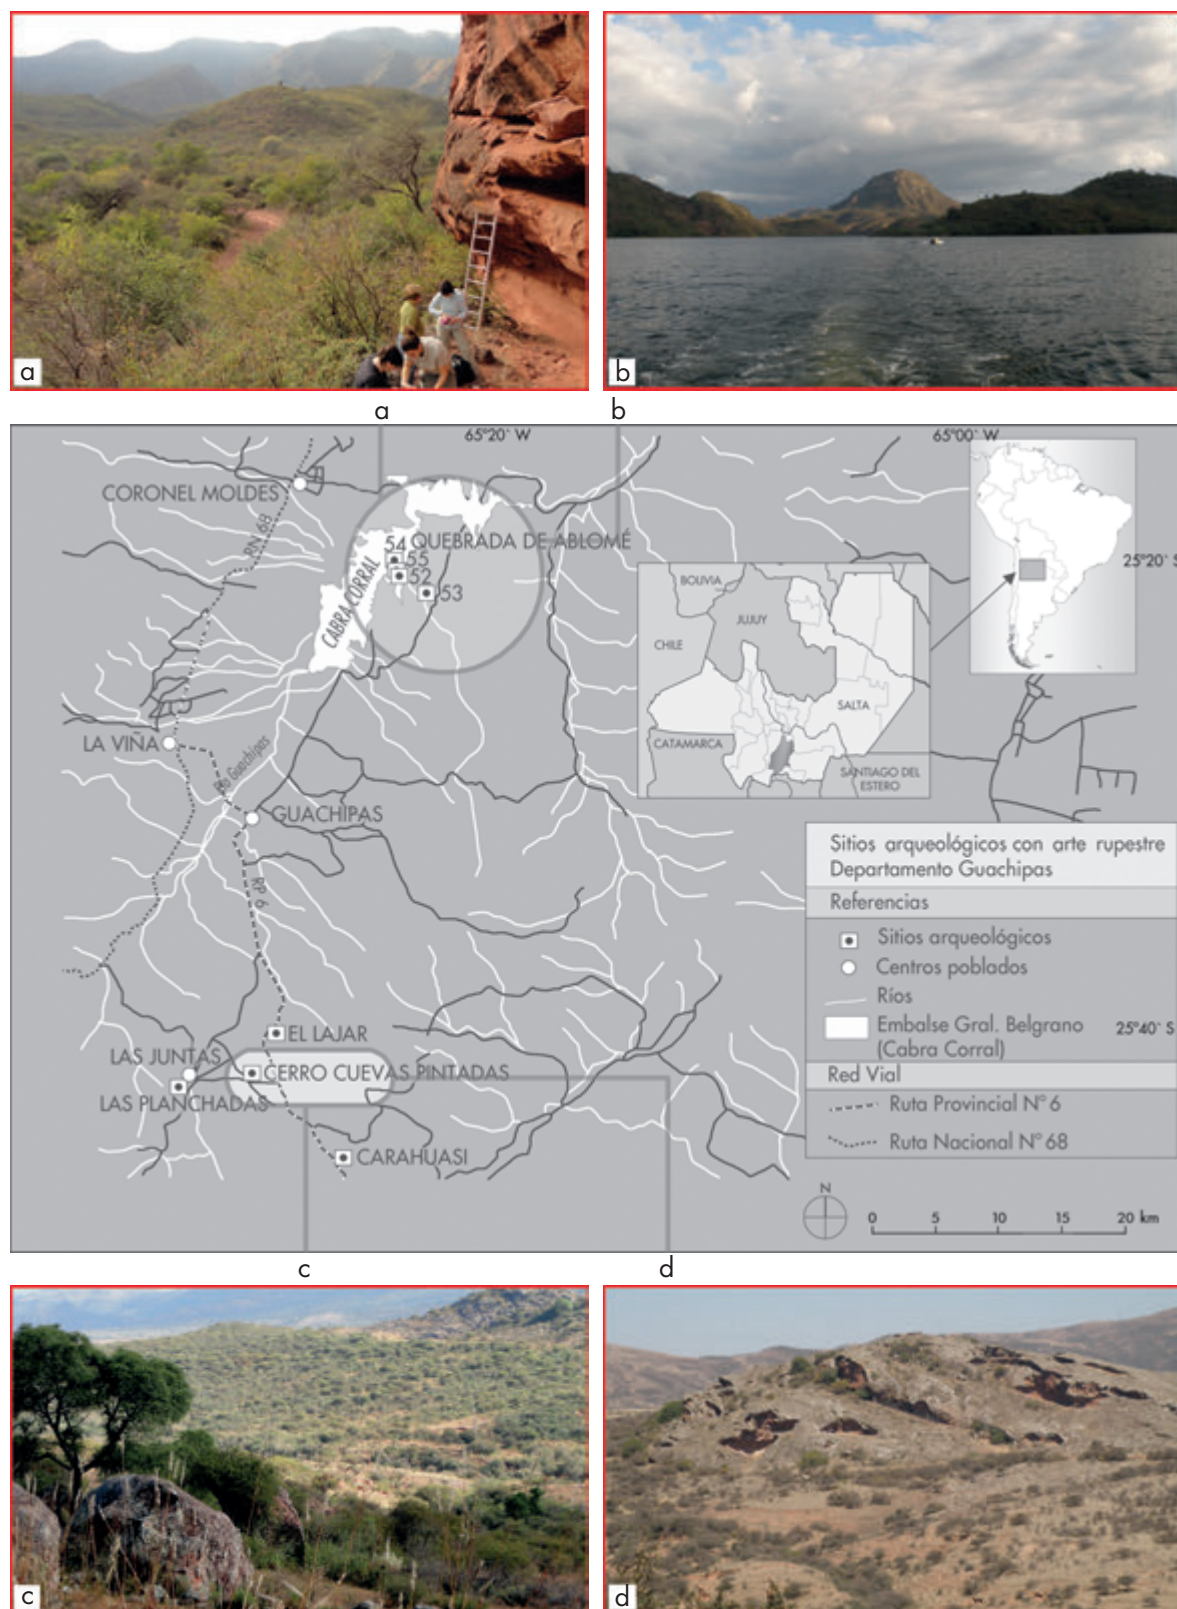 a
b
a
b
65°20' W
65°00' W
CORONEL MOLDES
RN 68
25°20' S
54
QUEBRADA DE ABLOMÉ
55
52
53
CABRA CORRAL
BOLIVIA
JUJUY
CHILE
SALTA
CATAMARCA
SANTIAGO DEL
ESTERO
LA VIÑA
Río Guachipas
GUACHIPAS
RP 6
Sitios arqueológicos con arte rupestre
Departamento Guachipas
Referencias
Sitios arqueológicos
Centros poblados
Ríos
Embalse Gral. Belgrano
(Cabra Corral)
25°40' S
Red Vial
Ruta Provincial N° 6
Ruta Nacional N° 68
EL LAJAR
LAS JUNTAS
CERRO CUEVAS PINTADAS
LAS PLANCHADAS
CARAHUASI
N
0 5 10 15 20 km
c
d
c
d